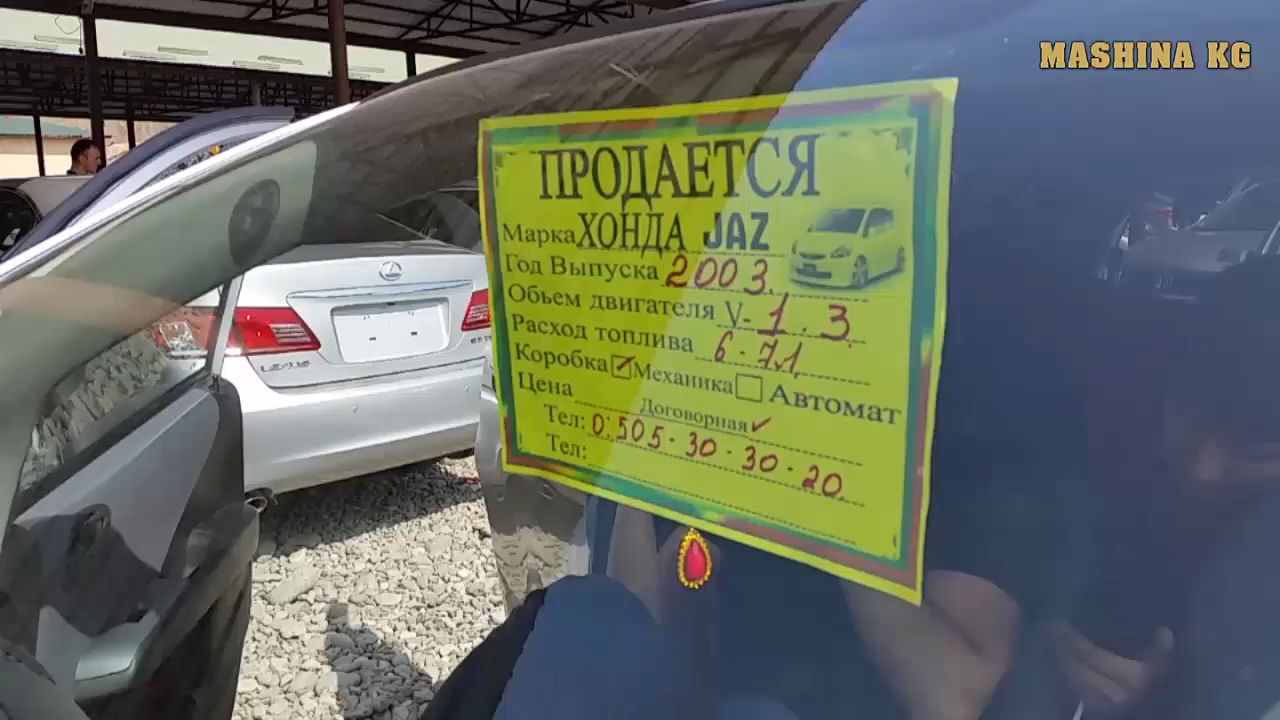 MASHINA KG
ПРОДАЕТСЯ
Марка ХОНДА JAZ
Год Выпуска 2003.
Обьем двигателя V- 1.3.
Расход топлива 6-7л
Коробка Механика Автомат
Цена Договорная
Тел: 0.505-30-30-20.
Тел: